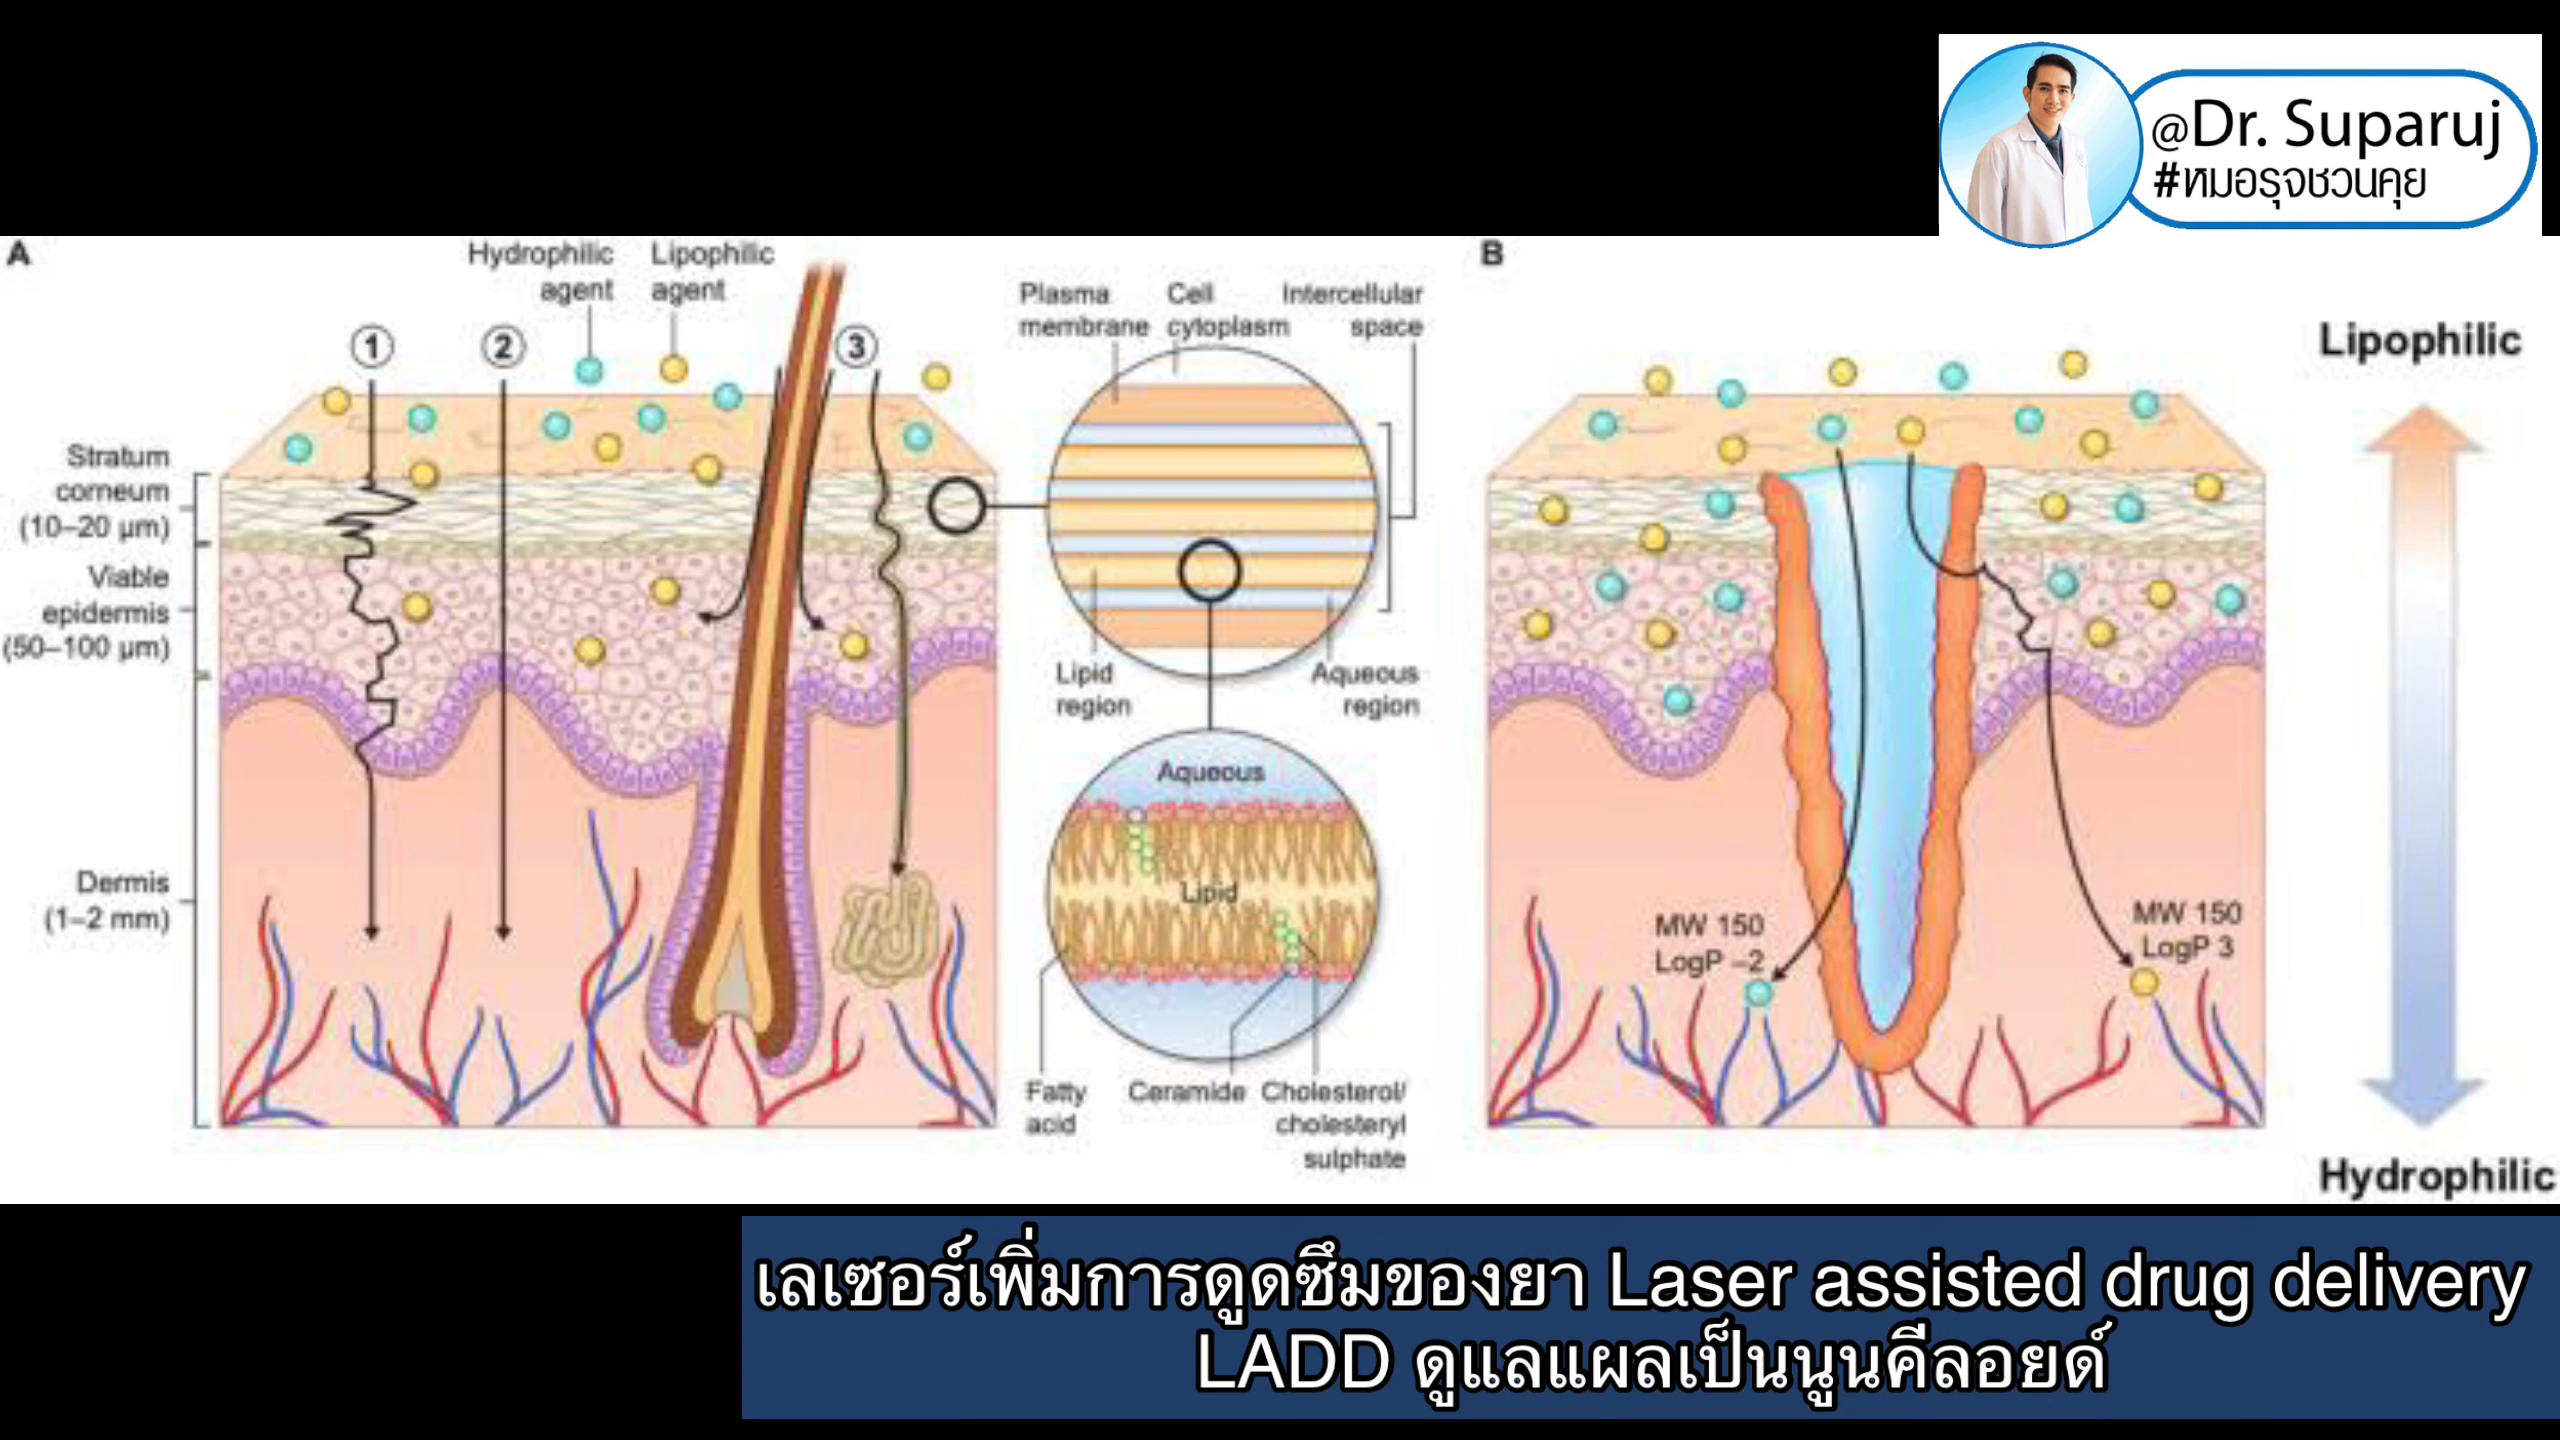 @Dr. Suparuj
#หมอรุจชวนคุย
A
Hydrophilic
agent
Lipophilic
agent
1
2
3
Stratum
corneum
(10–20 µm)
Viable
epidermis
(50–100 µm)
Dermis
(1–2 mm)
Plasma
membrane
Cell
cytoplasm
Intercellular
space
Lipid
region
Aqueous
region
Aqueous
Lipid
Fatty
acid
Ceramide
Cholesterol/
cholesteryl
sulphate
B
MW 150
LogP –2
MW 150
LogP 3
Lipophilic
Hydrophilic
เลเซอร์เพิ่มการดูดซึมของยา Laser assisted drug delivery
LADD ดูแลแผลเป็นนูนคีลอยด์